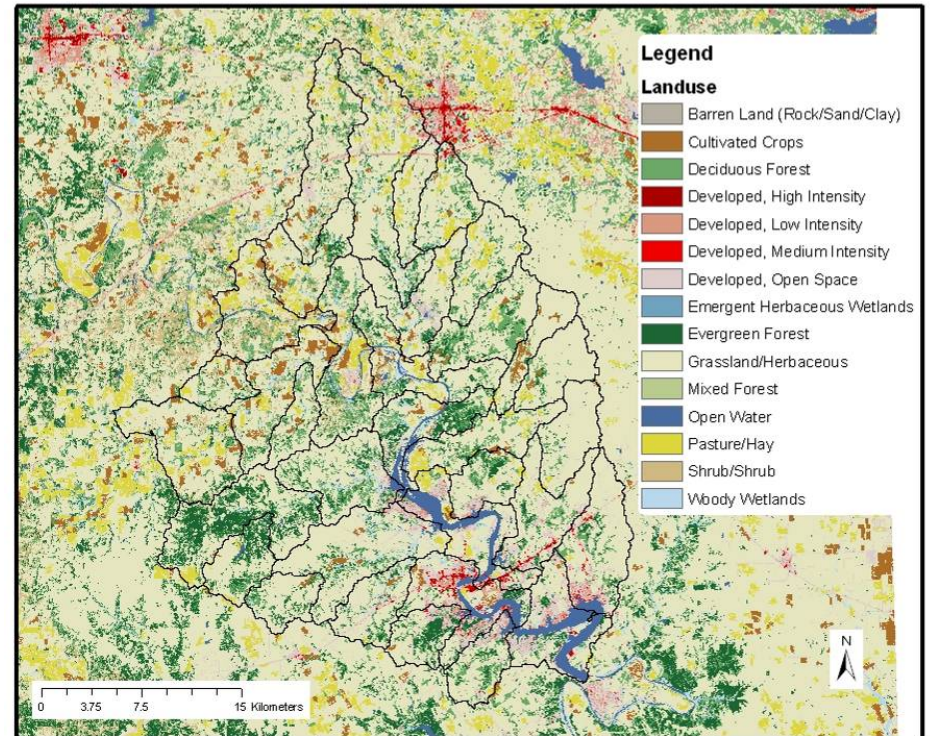 Legend
Landuse
Barren Land (Rock/Sand/Clay)
Cultivated Crops
Deciduous Forest
Developed, High Intensity
Developed, Low Intensity
Developed, Medium Intensity
Developed, Open Space
Emergent Herbaceous Wetlands
Evergreen Forest
Grassland/Herbaceous
Mixed Forest
Open Water
Pasture/Hay
Shrub/Shrub
Woody Wetlands
N
0 3.75 7.5 15 Kilometers